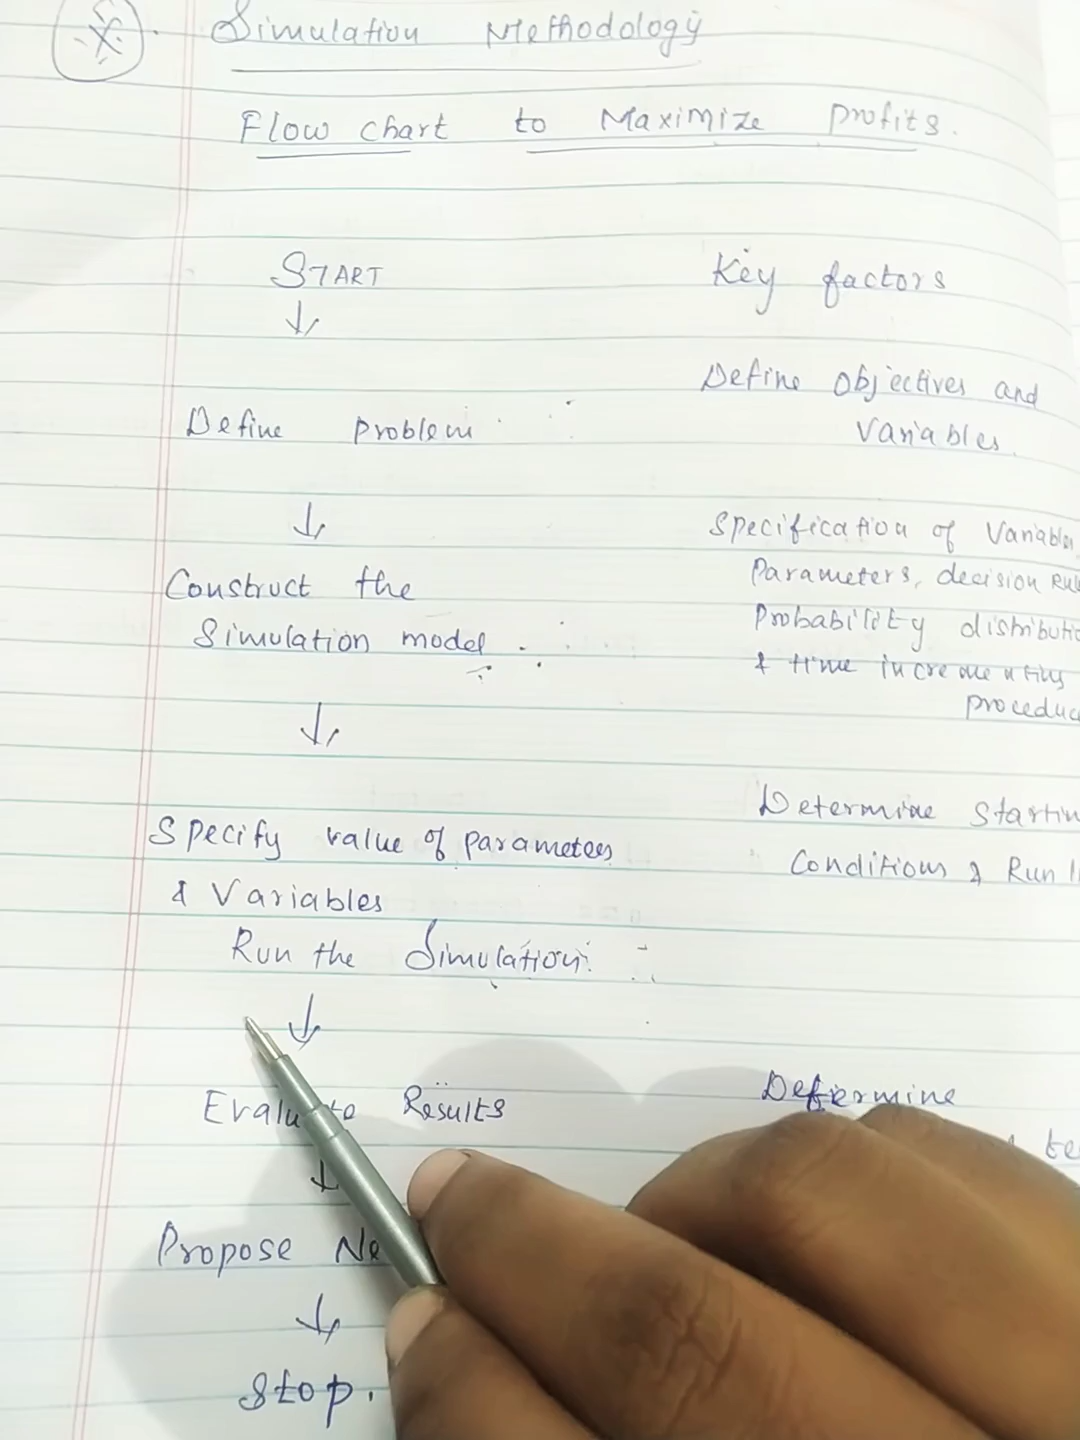 Simulation Methodology
Flow chart to Maximize Profits.
START
Key factors
Define Problem
Define objectives and
Variables.
Construct the
Simulation model
Specification of
Parameters, decision
Probability
& time incrementing
Specify value of parameters
& Variables
Determine
Conditions & Run
Run the Simulation
Evaluate Results
Determine
Propose
Stop.